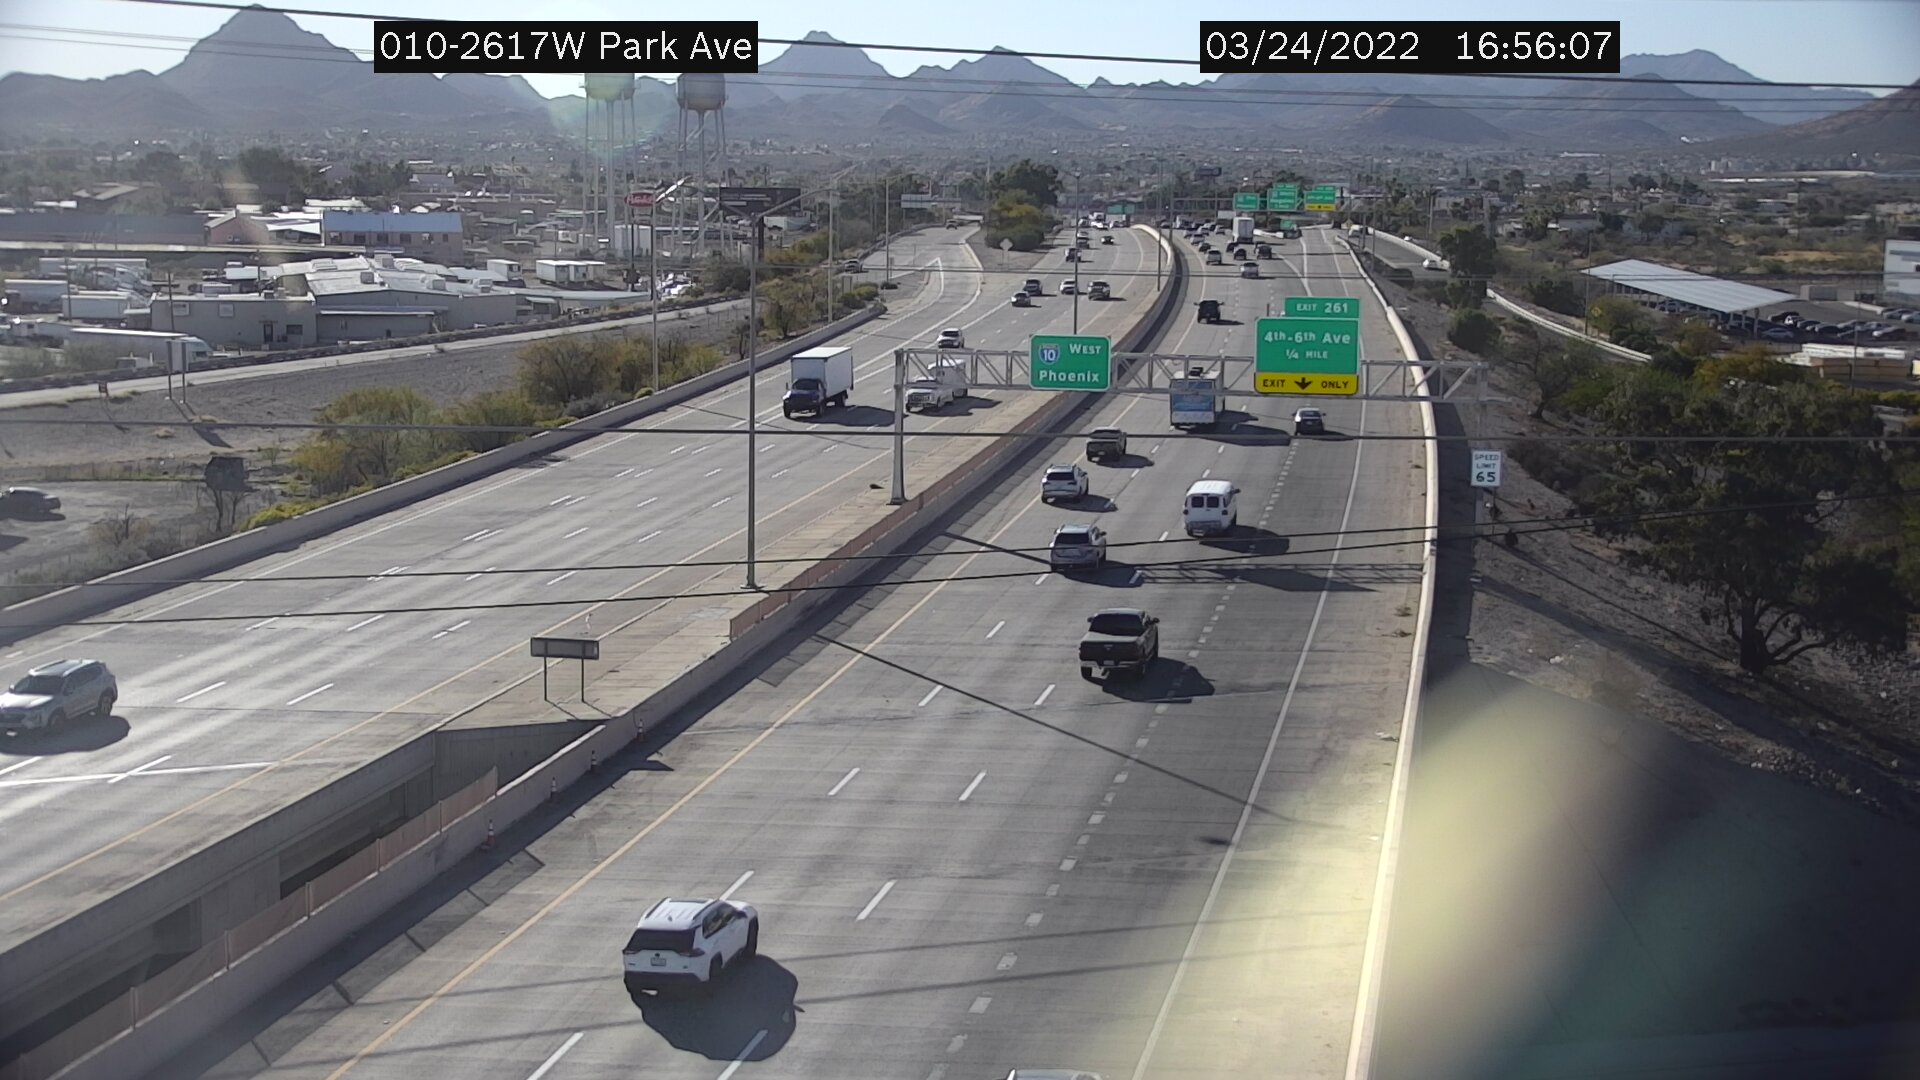 010-2617W Park Ave
03/24/2022 16:56:07
EXIT 261
10 WEST
Phoenix
4th-6th Ave
1/4 MILE
EXIT ONLY
SPEED
LIMIT
65